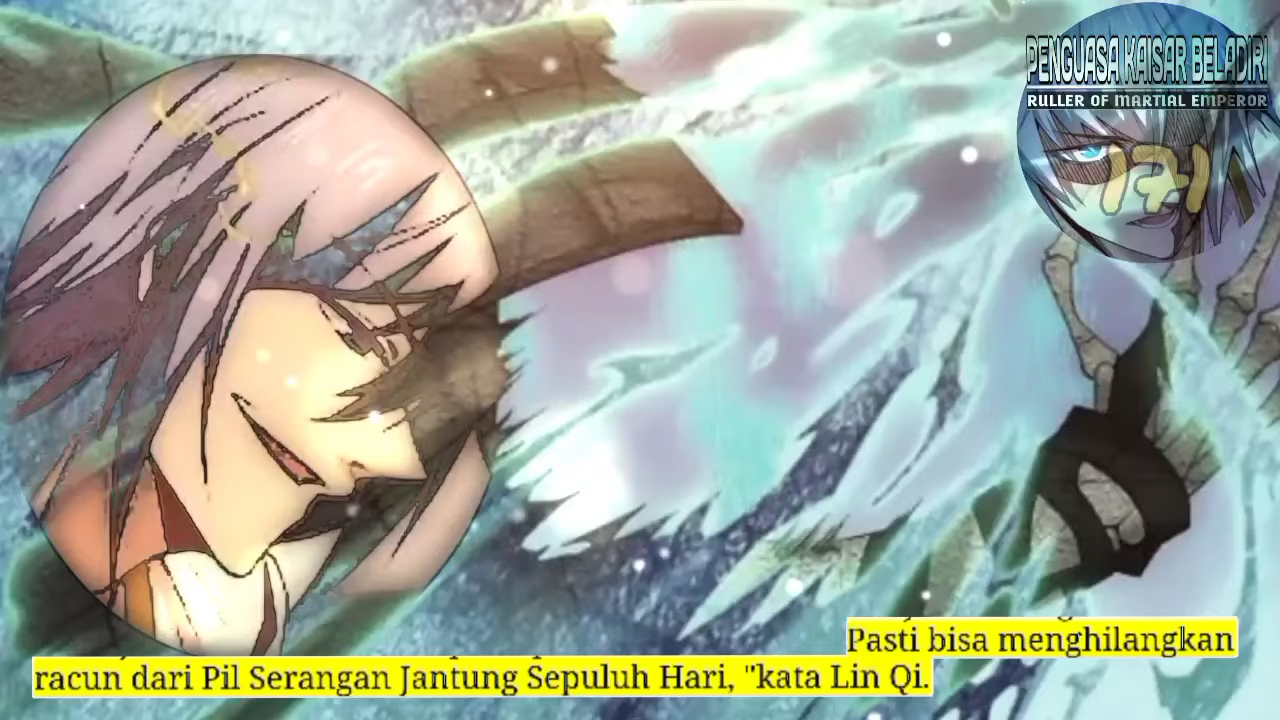 PENGUASA KAISAR BELADIRI
RULLER OF MARTIAL EMPEROR
171
Pasti bisa menghilangkan
racun dari Pil Serangan Jantung Sepuluh Hari, "kata Lin Qi.